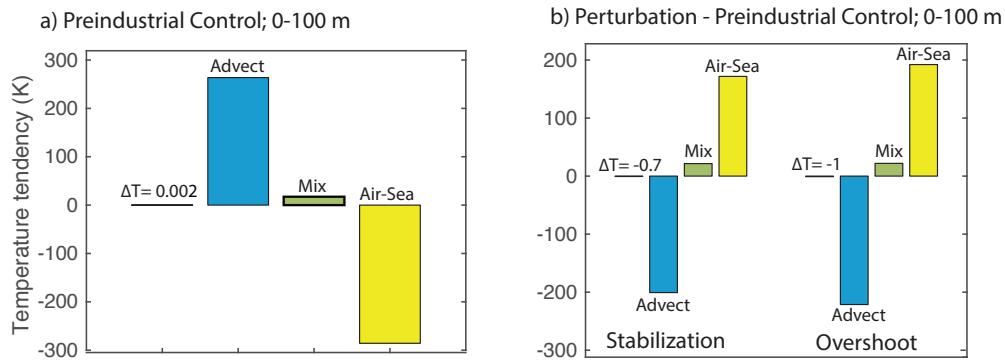 a) Preindustrial Control; 0-100 m
Temperature tendency (K)
300
200
100
0
-100
-200
-300
Advect
ΔT= 0.002
Mix
Air-Sea
b) Perturbation - Preindustrial Control; 0-100 m
200
100
0
-100
-200
-300
Air-Sea
Mix
ΔT= -0.7
Advect
Stabilization
Air-Sea
Mix
ΔT= -1
Advect
Overshoot